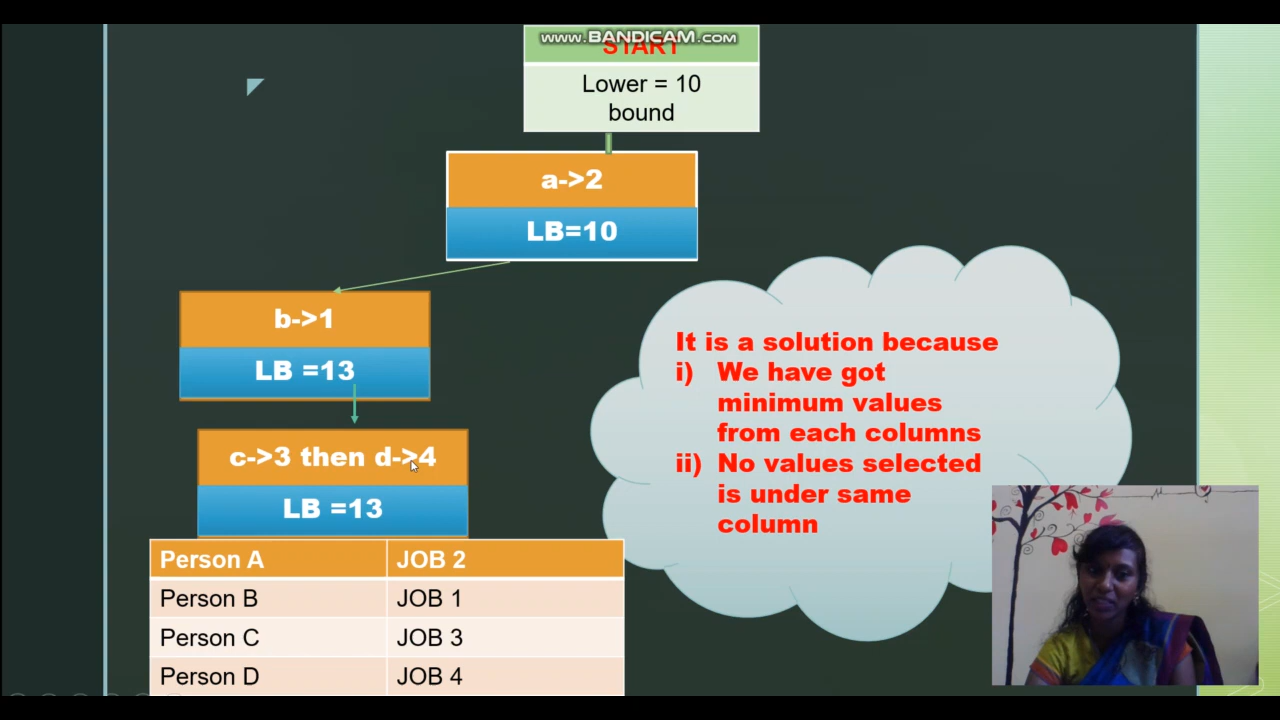 www.BANDICAM.com
START
Lower = 10
bound
a->2
LB=10
b->1
LB =13
c->3 then d->4
LB =13
Person A JOB 2
Person B JOB 1
Person C JOB 3
Person D JOB 4
It is a solution because
i) We have got
minimum values
from each columns
ii) No values selected
is under same
column